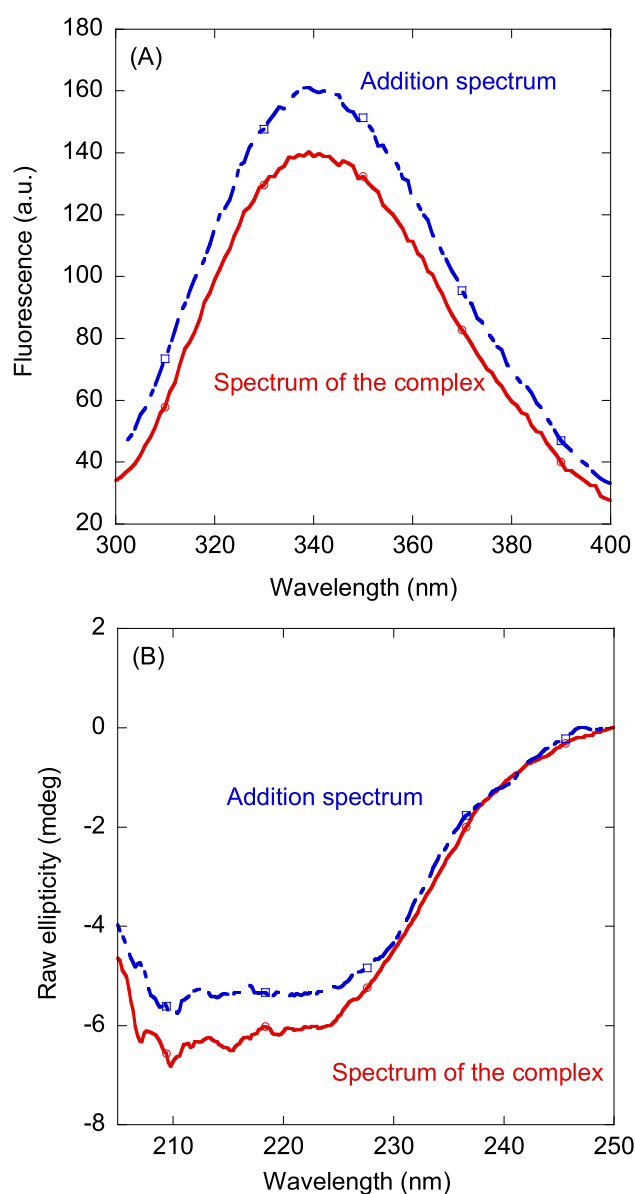 180
(A)
Addition spectrum
160
140
120
100
80
60
40
20
Fluorescence (a.u.)
Spectrum of the complex
300 320 340 360 380 400
Wavelength (nm)
2
(B)
0
-2
-4
-6
-8
Raw ellipticity (mdeg)
Addition spectrum
Spectrum of the complex
210 220 230 240 250
Wavelength (nm)